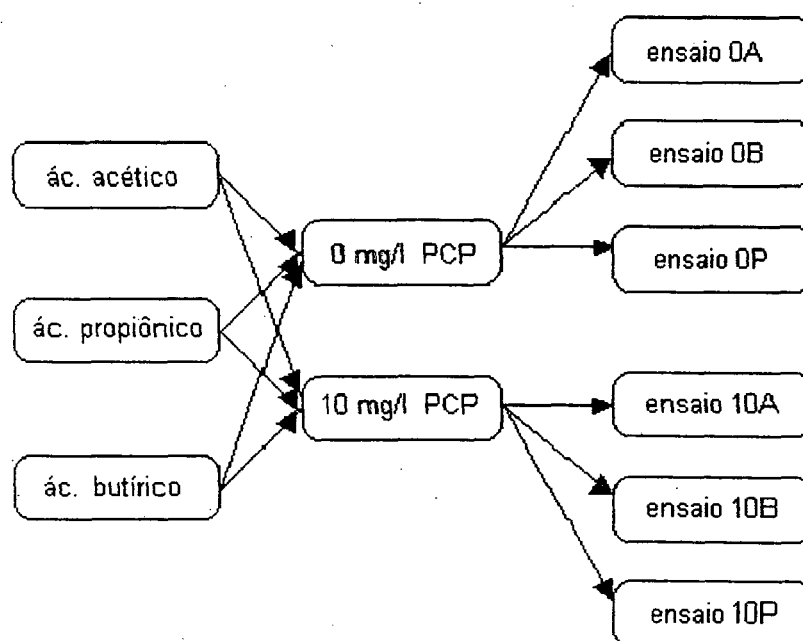 ác. acético
ác. propiônico
ác. butírico
0 mg/l PCP
10 mg/l PCP
ensaio 0A
ensaio 0B
ensaio 0P
ensaio 10A
ensaio 10B
ensaio 10P